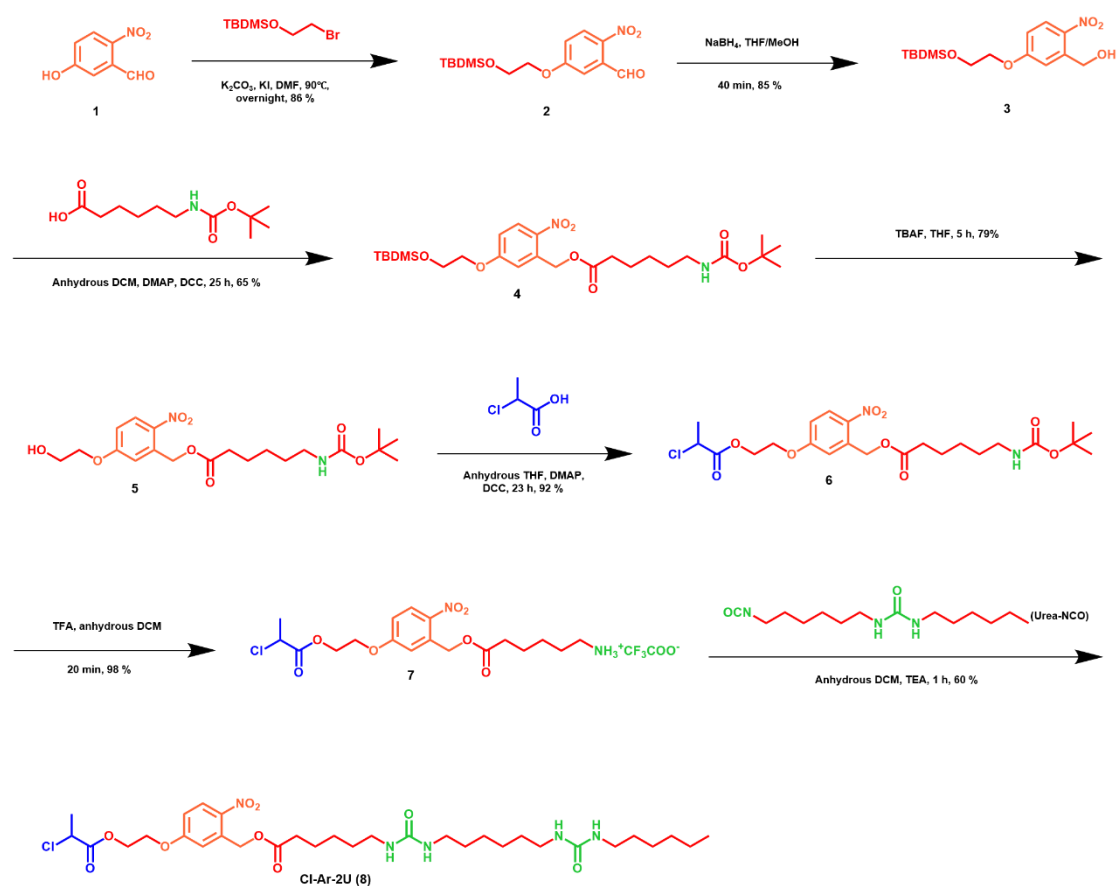 TBDMSO
Br
HO
NO2
CHO
K2CO3, KI, DMF, 90℃,
overnight, 86 %
1
TBDMSO
O
NO2
CHO
2
NaBH4, THF/MeOH
40 min, 85 %
TBDMSO
O
NO2
OH
3
O
HO
H
N
O
O
Anhydrous DCM, DMAP, DCC, 25 h, 65 %
TBDMSO
O
NO2
O
O
H
N
O
O
4
TBAF, THF, 5 h, 79%
HO
O
NO2
O
O
H
N
O
O
5
Cl
OH
O
Anhydrous THF, DMAP,
DCC, 23 h, 92 %
Cl
O
O
O
NO2
O
O
H
N
O
O
6
TFA, anhydrous DCM
20 min, 98 %
Cl
O
O
O
NO2
O
O
NH3+CF3COO-
7
OCN
O
N
H
N
H
(Urea-NCO)
Anhydrous DCM, TEA, 1 h, 60 %
Cl
O
O
O
NO2
O
O
H
N
O
N
H
H
N
O
H
N
Cl-Ar-2U (8)